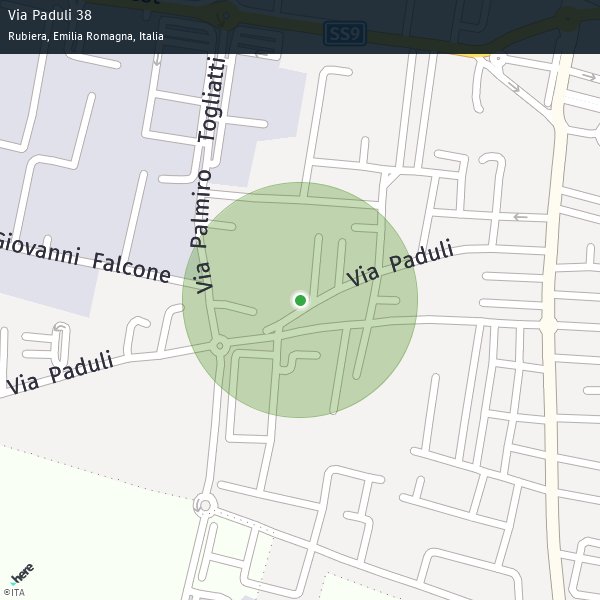 Via Paduli 38
Rubiera, Emilia Romagna, Italia
SS9
Via Palmiro Togliatti
Giovanni Falcone
Via Paduli
Via Paduli
here
©ITA